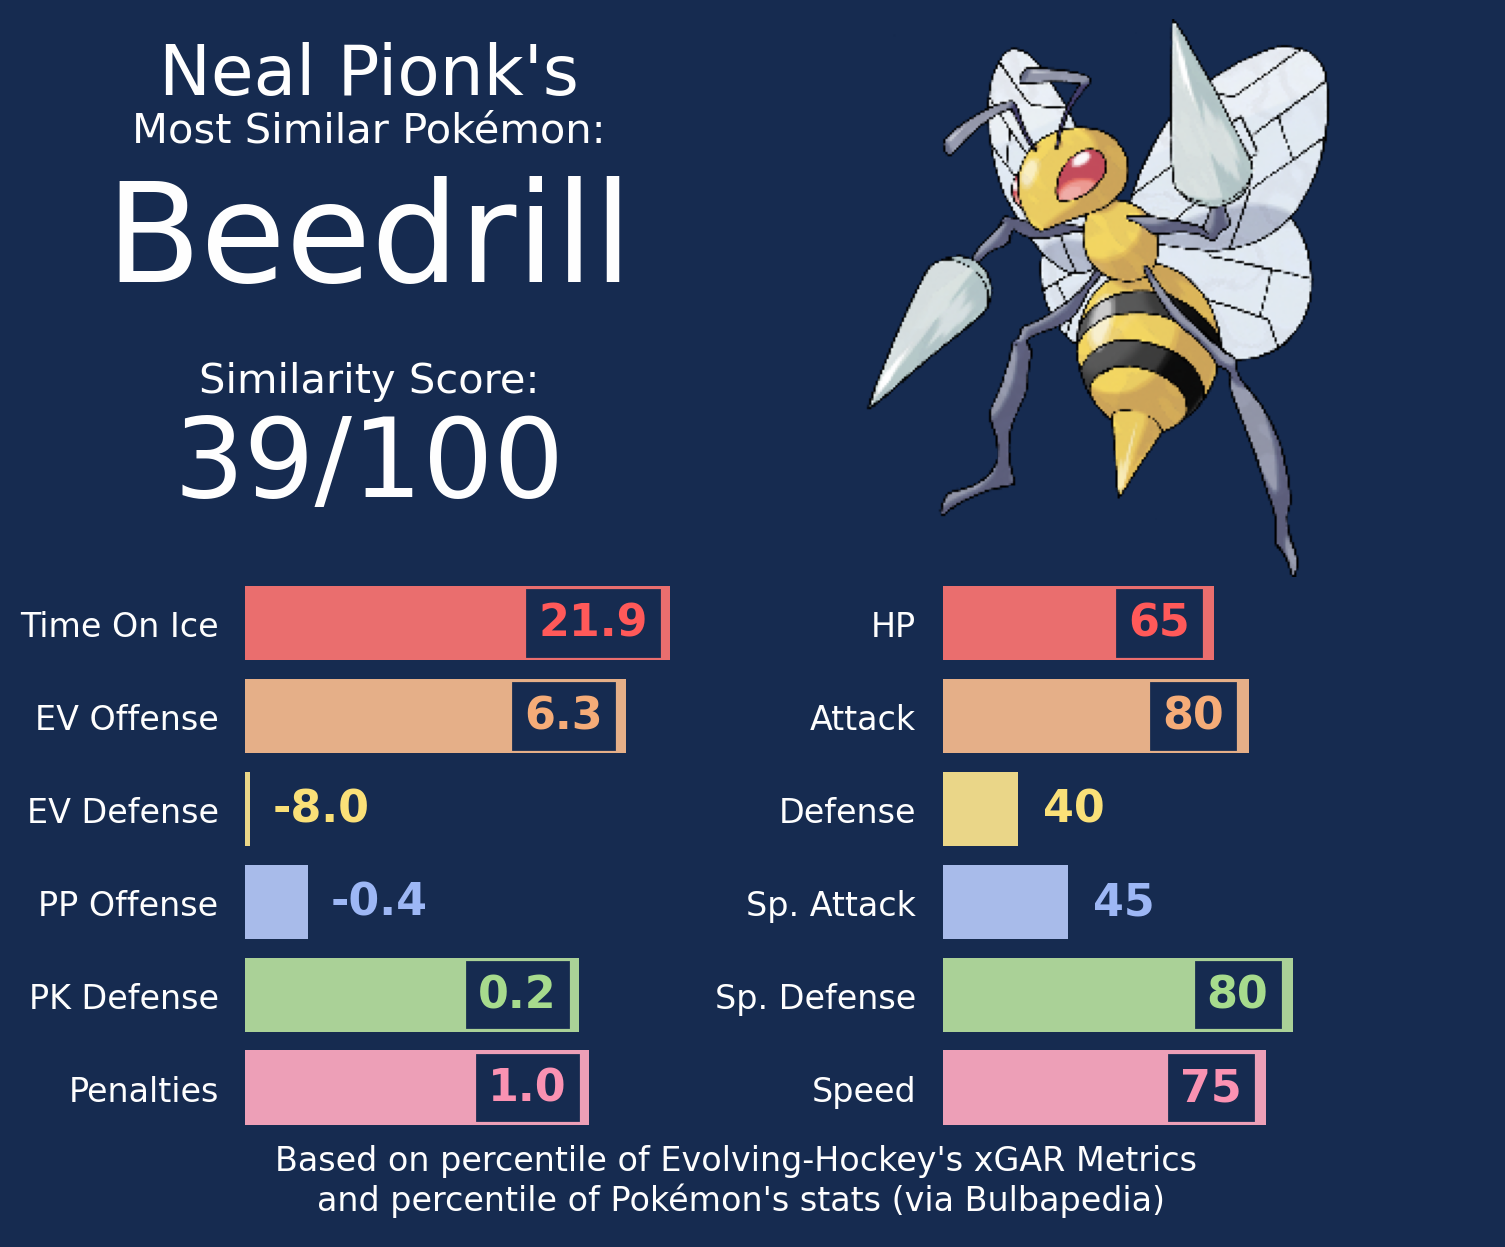 Neal Pionk's
Most Similar Pokémon:
Beedrill
Similarity Score:
39/100
Time On Ice 21.9
EV Offense 6.3
EV Defense -8.0
PP Offense -0.4
PK Defense 0.2
Penalties 1.0
HP 65
Attack 80
Defense 40
Sp. Attack 45
Sp. Defense 80
Speed 75
Based on percentile of Evolving-Hockey's xGAR Metrics
and percentile of Pokémon's stats (via Bulbapedia)